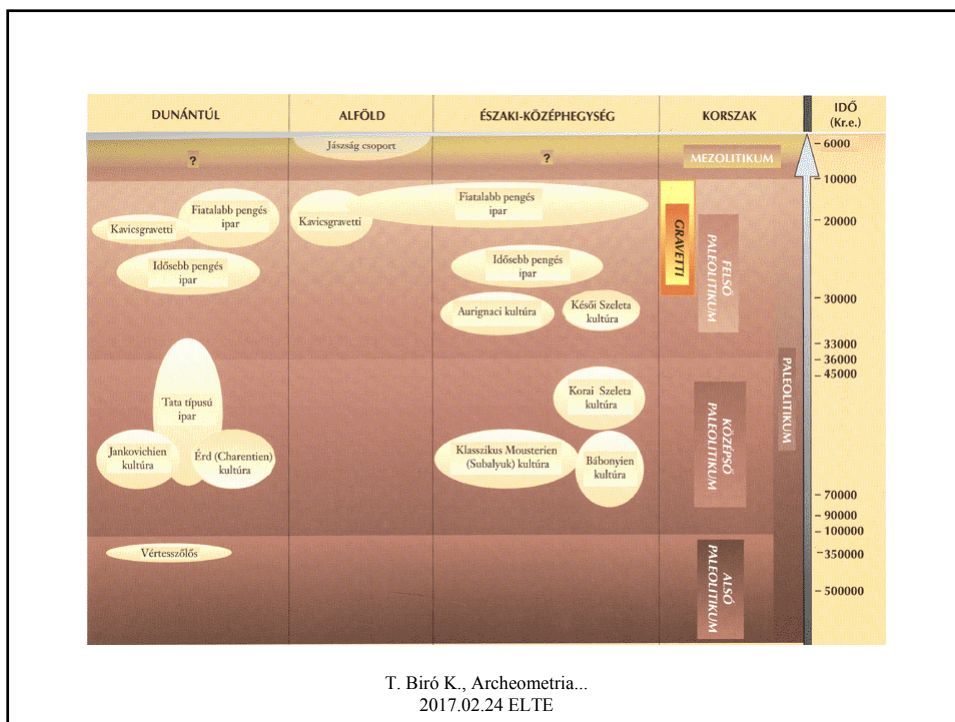 DUNÁNTÚL
ALFÖLD
ÉSZAKI-KÖZÉPHEGYSÉG
KORSZAK
IDŐ
(Kr.e.)
?
Jászság csoport
?
MEZOLITIKUM
6000
10000
Kavicsgravetti
Fiatalabb pengés
ipar
Kavicsgravetti
Fiatalabb pengés
ipar
GRAVETTI
FELSŐ
PALEOLITIKUM
20000
Idősebb pengés
ipar
Idősebb pengés
ipar
Aurignaci kultúra
Késői Szeleta
kultúra
30000
33000
36000
45000
PALEOLITIKUM
Tata típusú
ipar
Korai Szeleta
kultúra
KÖZÉPSŐ
PALEOLITIKUM
Jankovichien
kultúra
Érd (Charentien)
kultúra
Klasszikus Mousterien
(Subalyuk) kultúra
Bábonyien
kultúra
70000
90000
100000
Vértesszőlős
350000
ALSÓ
PALEOLITIKUM
500000
T. Biró K., Archeometria...
2017.02.24 ELTE